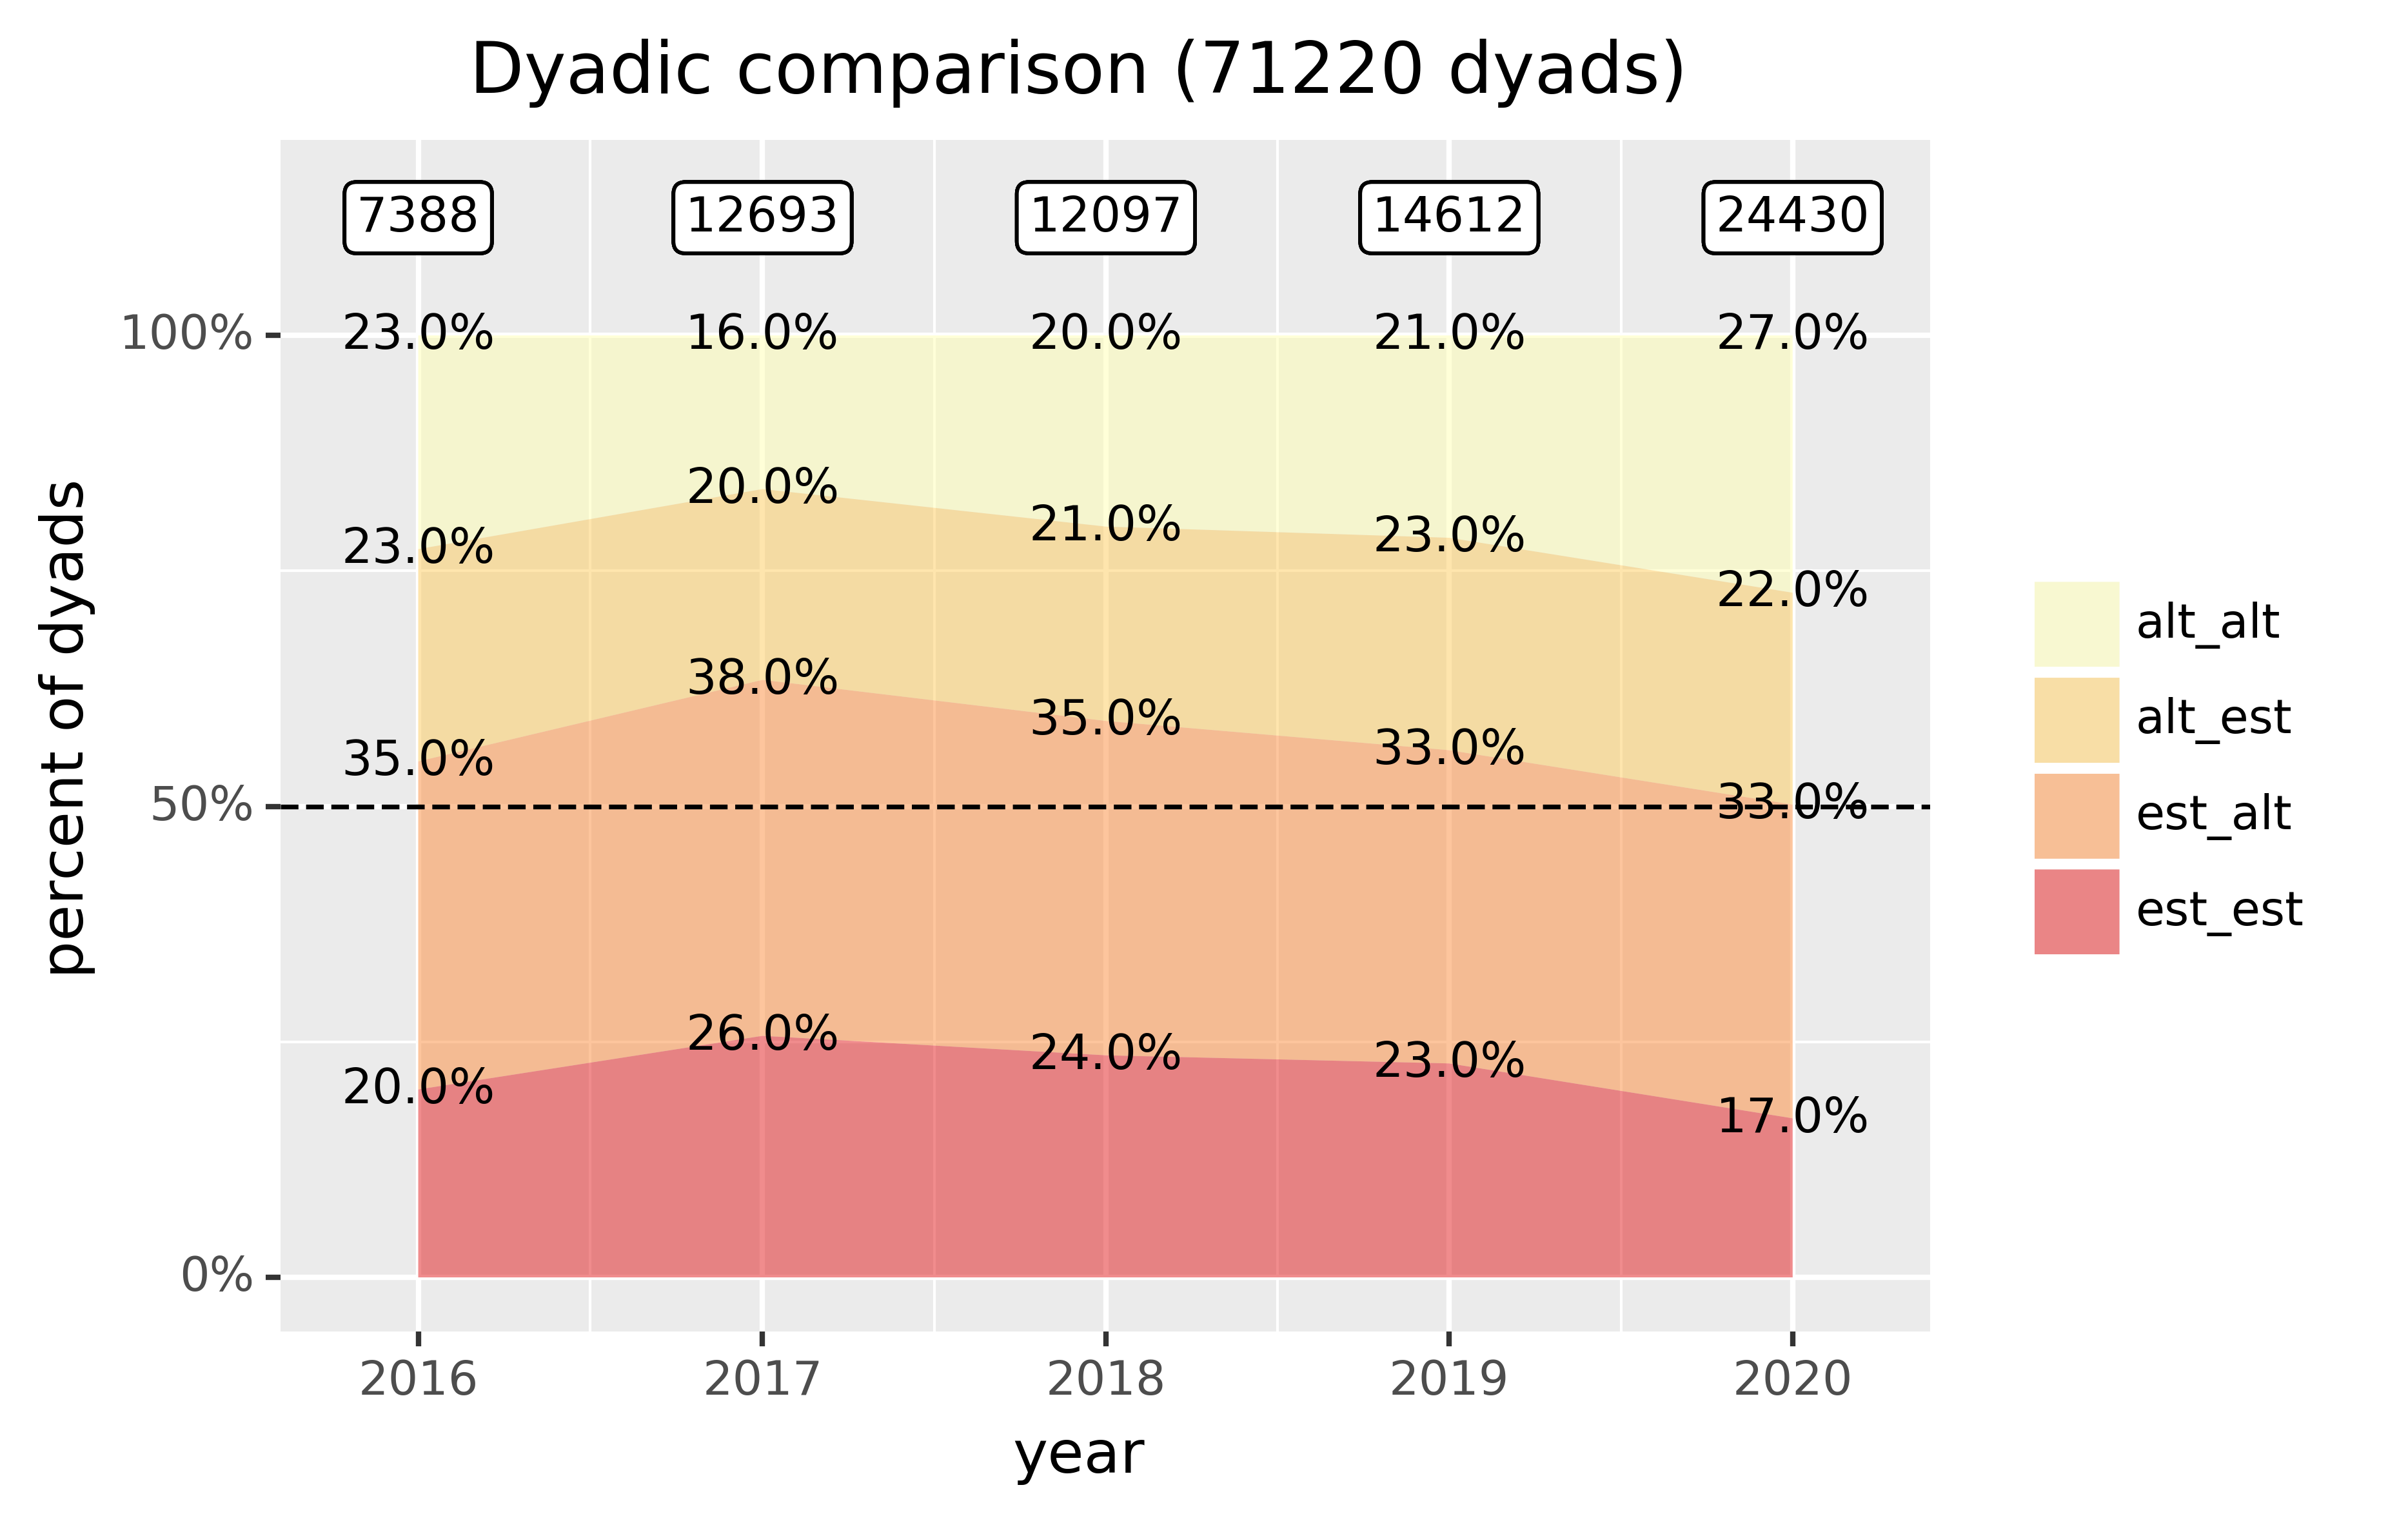 Dyadic comparison (71220 dyads)
7388 12693 12097 14612 24430
100% 23.0% 16.0% 20.0% 21.0% 27.0%
20.0%
21.0%
23.0%
23.0%
22.0%
38.0%
35.0%
33.0%
35.0%
50% 33.0%
26.0%
24.0%
23.0%
20.0%
17.0%
0%
2016 2017 2018 2019 2020
year
percent of dyads
alt_alt
alt_est
est_alt
est_est